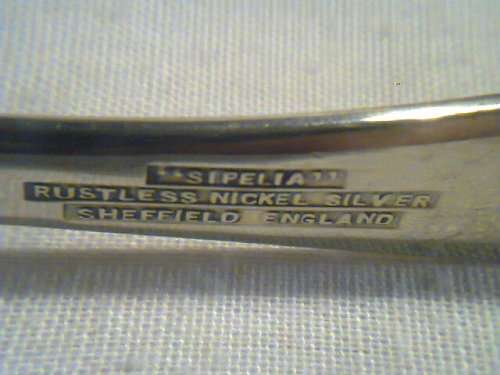 "SIPELIA"
RUSTLESS NICKEL SILVER
SHEFFIELD ENGLAND